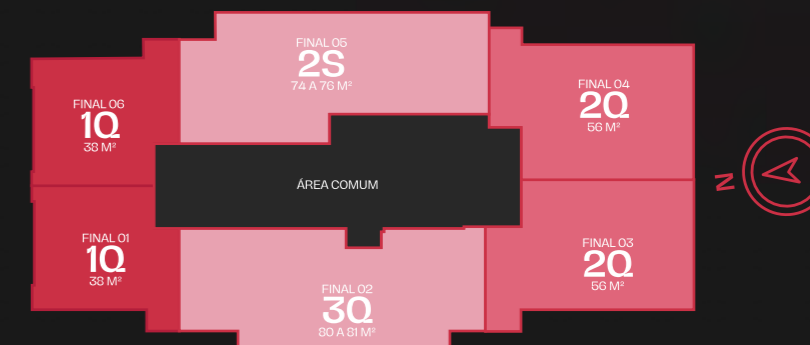 FINAL 05
2S
74 A 76 M²
FINAL 04
2Q
56 M²
FINAL 06
1Q
38 M²
ÁREA COMUM
N
FINAL 01
1Q
38 M²
FINAL 03
2Q
56 M²
FINAL 02
3Q
80 A 81 M²